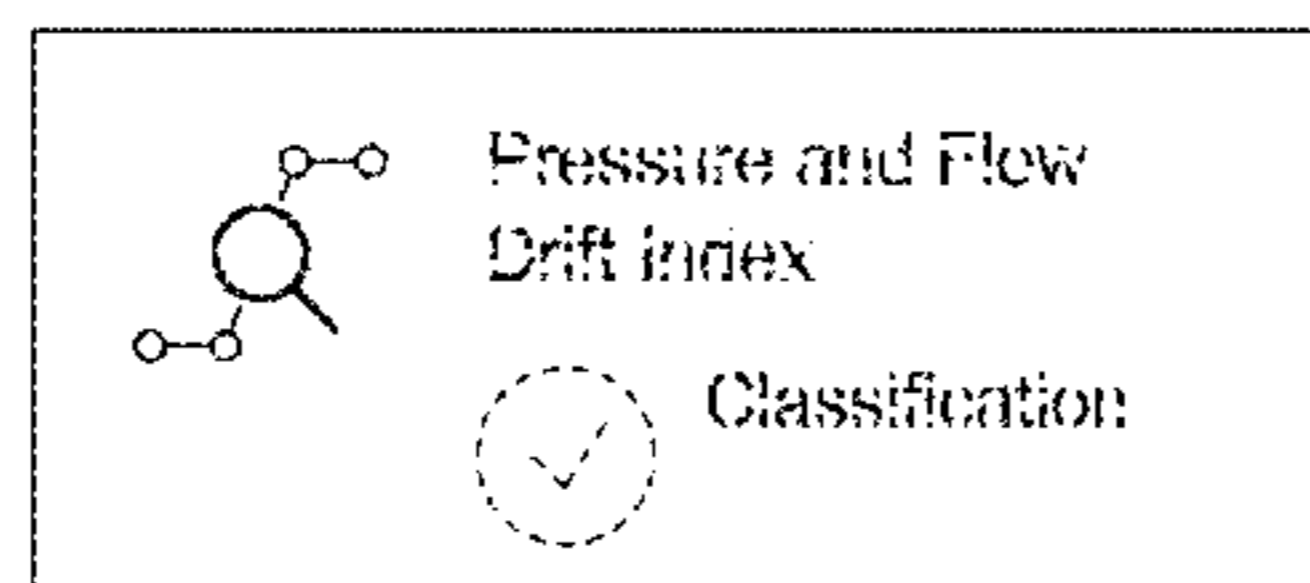 Pressure and Flow
Drift index
Classification